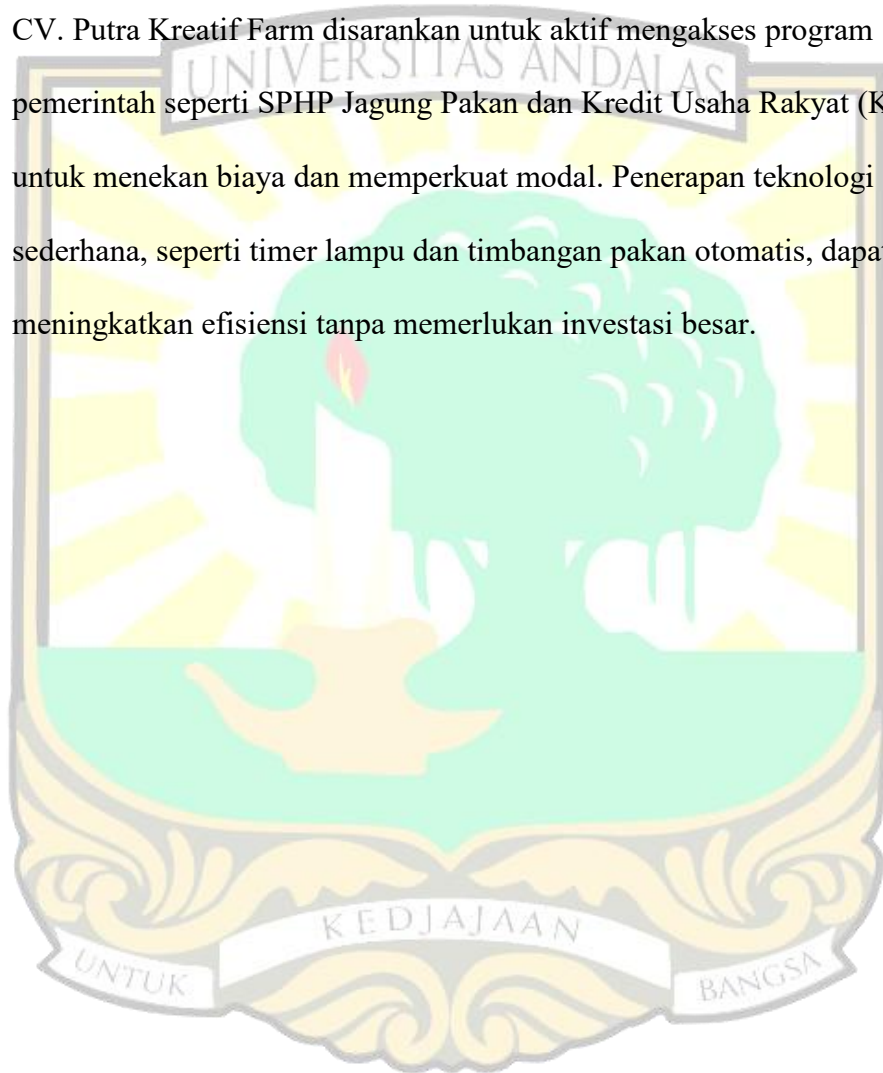 CV. Putra Kreatif Farm disarankan untuk aktif mengakses program
UNIVERSITAS ANDALAS
pemerintah seperti SPHP Jagung Pakan dan Kredit Usaha Rakyat (K
untuk menekan biaya dan memperkuat modal. Penerapan teknologi
sederhana, seperti timer lampu dan timbangan pakan otomatis, dapa
meningkatkan efisiensi tanpa memerlukan investasi besar.
KEDJAJAAN
UNTUK
BANGSA